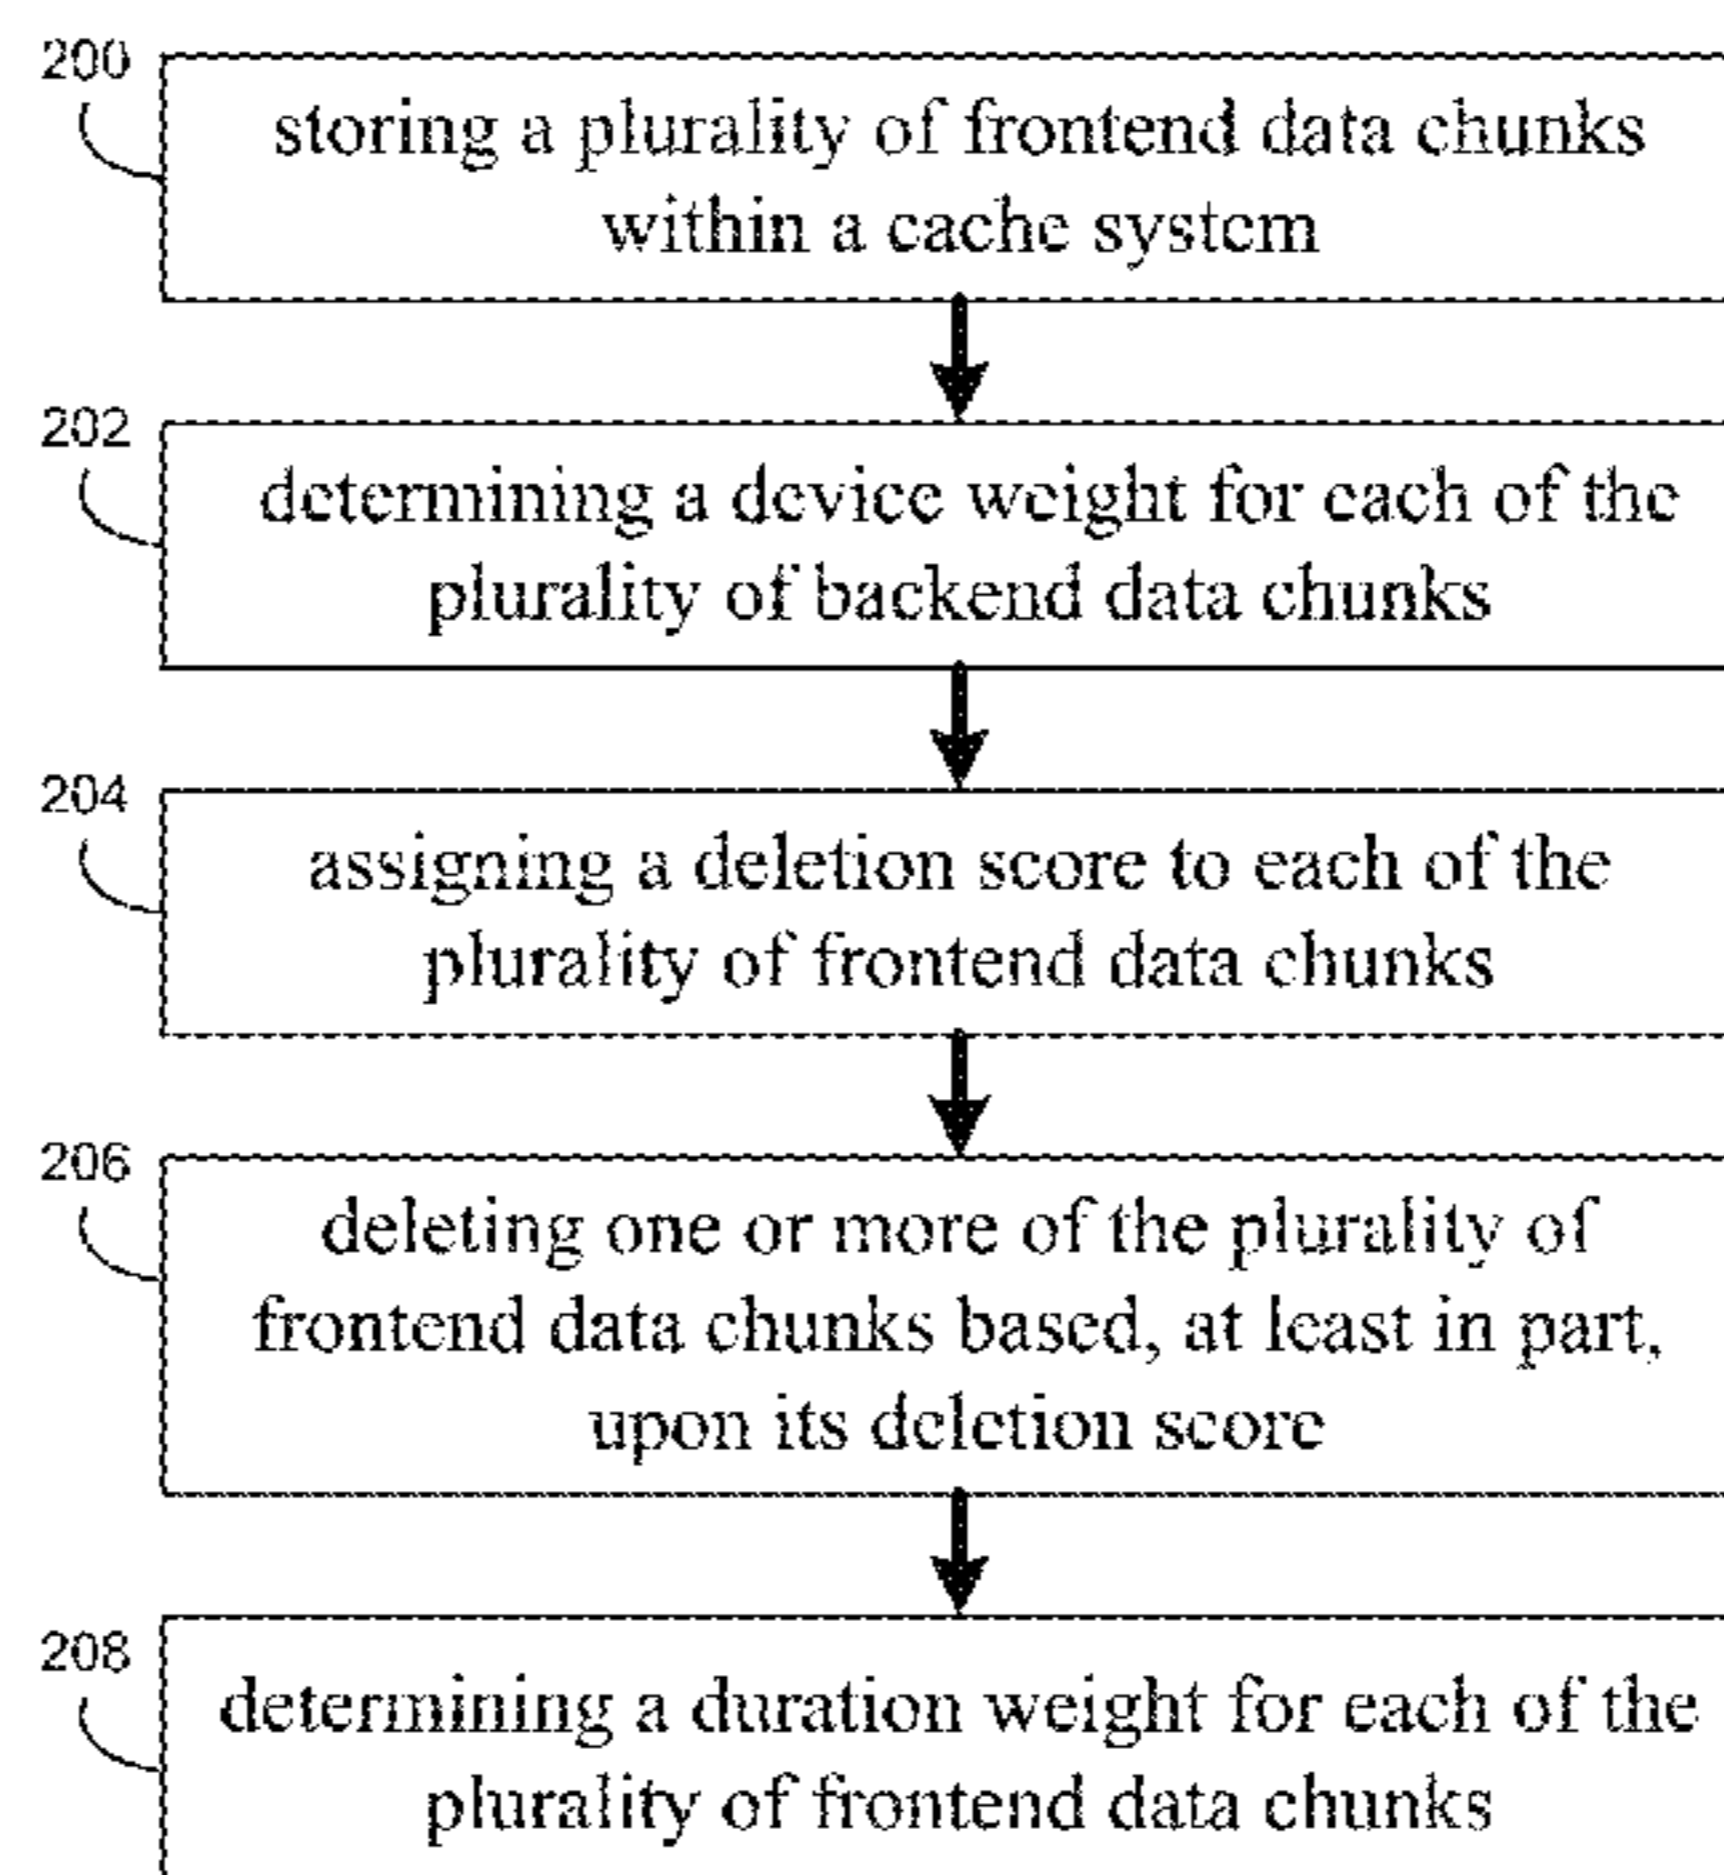 200
storing a plurality of frontend data chunks
within a cache system
202
determining a device weight for each of the
plurality of backend data chunks
204
assigning a deletion score to each of the
plurality of frontend data chunks
206
deleting one or more of the plurality of
frontend data chunks based, at least in part,
upon its deletion score
208
determining a duration weight for each of the
plurality of frontend data chunks